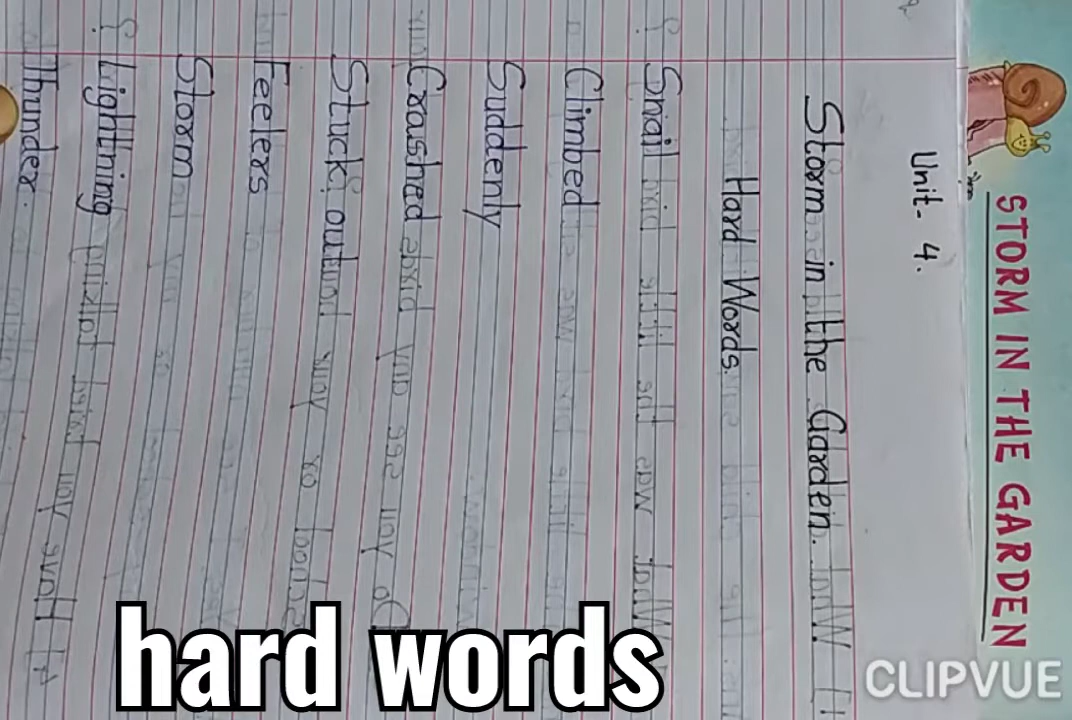 STORM IN THE GARDEN
Unit- 4.
Storm in the Garden.
Hard Words.
Snail
Climbed
Suddenly
Crashed
Stuck out
Feelers
Storm
Lightning
Thunder.
hard words
CLIPVUE